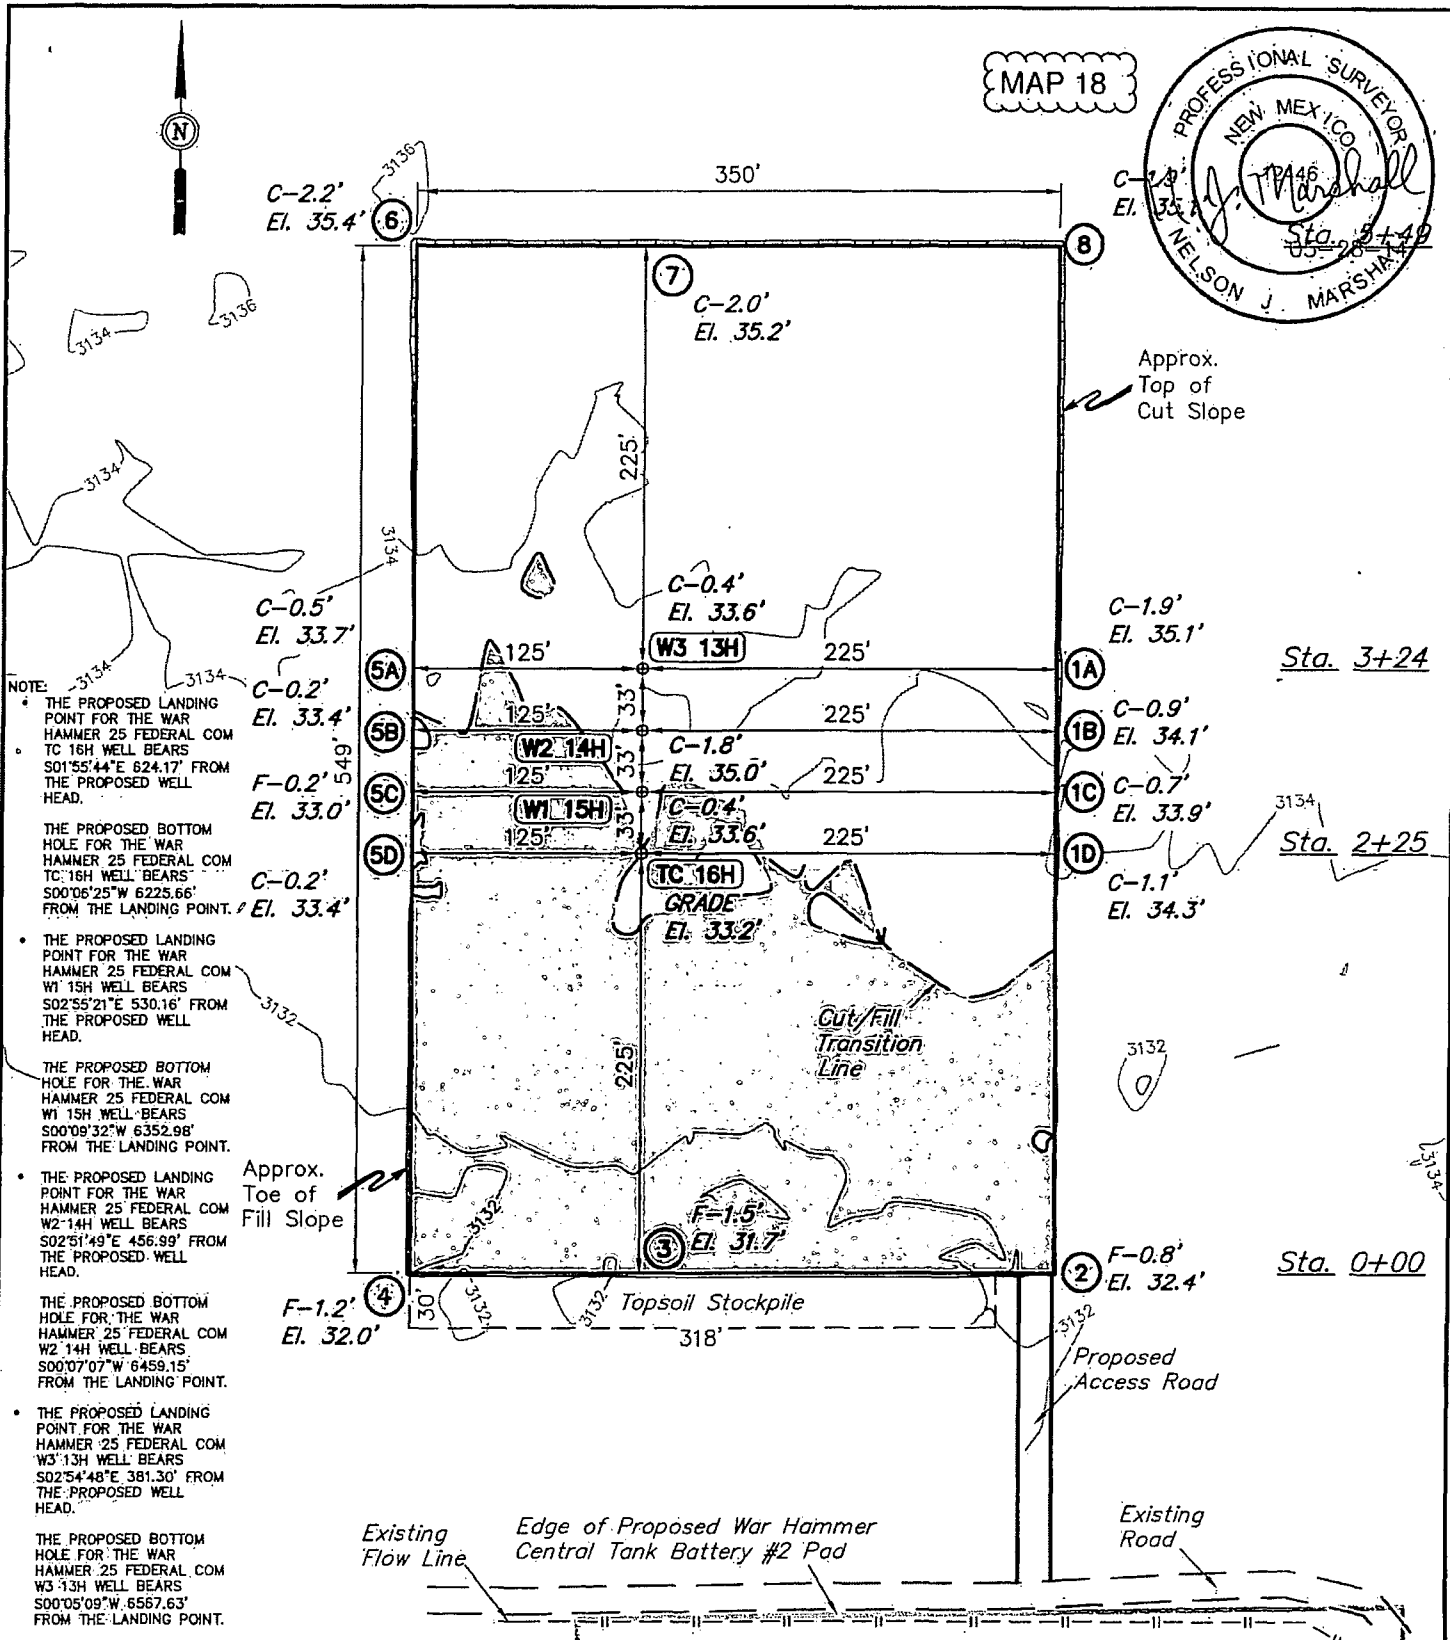 MAP 18
PROFESSIONAL SURVEYOR
NEW MEXICO
NELSON J. MARSHALL
N
3136
350'
C-2.2'
El. 35.4'
6
8
Sta. 5+49
7
C-2.0'
El. 35.2'
3134
3136
Approx.
Top of
Cut Slope
3134
225'
3134
C-0.4'
El. 33.6'
C-0.5'
El. 33.7'
W3 13H
C-1.9'
El. 35.1'
5A
125'
225'
1A
Sta. 3+24
3134
3134
33'
C-0.2'
El. 33.4'
5B
125'
225'
1B
C-0.9'
El. 34.1'
W2 14H
33'
C-1.8'
El. 35.0'
549'
F-0.2'
El. 33.0'
5C
125'
225'
1C
C-0.7'
El. 33.9'
W1 15H
33'
C-0.4'
El. 33.6'
3134
5D
125'
225'
1D
Sta. 2+25
C-0.2'
El. 33.4'
TC 16H
GRADE
El. 33.2'
C-1.1'
El. 34.3'
NOTE:
• THE PROPOSED LANDING
POINT FOR THE WAR
HAMMER 25 FEDERAL COM
TC 16H WELL BEARS
S01°55'44"E 624.17' FROM
THE PROPOSED WELL
HEAD.
THE PROPOSED BOTTOM
HOLE FOR THE WAR
HAMMER 25 FEDERAL COM
TC 16H WELL BEARS
S00°06'25"W 6225.66'
FROM THE LANDING POINT.
• THE PROPOSED LANDING
POINT FOR THE WAR
HAMMER 25 FEDERAL COM
W1 15H WELL BEARS
S02°55'21"E 530.16' FROM
THE PROPOSED WELL
HEAD.
THE PROPOSED BOTTOM
HOLE FOR THE WAR
HAMMER 25 FEDERAL COM
W1 15H WELL BEARS
S00°09'32"W 6352.98'
FROM THE LANDING POINT.
• THE PROPOSED LANDING
POINT FOR THE WAR
HAMMER 25 FEDERAL COM
W2 14H WELL BEARS
S02°51'49"E 456.99' FROM
THE PROPOSED WELL
HEAD.
THE PROPOSED BOTTOM
HOLE FOR THE WAR
HAMMER 25 FEDERAL COM
W2 14H WELL BEARS
S00°07'07"W 6459.15'
FROM THE LANDING POINT.
• THE PROPOSED LANDING
POINT FOR THE WAR
HAMMER 25 FEDERAL COM
W3 13H WELL BEARS
S02°54'48"E 381.30' FROM
THE PROPOSED WELL
HEAD.
THE PROPOSED BOTTOM
HOLE FOR THE WAR
HAMMER 25 FEDERAL COM
W3 13H WELL BEARS
S00°05'09"W 6567.63'
FROM THE LANDING POINT.
3132
Cut/Fill
Transition
Line
225'
3132
3134
Approx.
Toe of
Fill Slope
3132
F-1.5'
El. 31.7'
3
2
F-0.8'
El. 32.4'
Sta. 0+00
4
F-1.2'
El. 32.0'
30'
3132
3132
Topsoil Stockpile
318'
3132
Proposed
Access Road
Existing
Flow Line
Edge of Proposed War Hammer
Central Tank Battery #2 Pad
Existing
Road